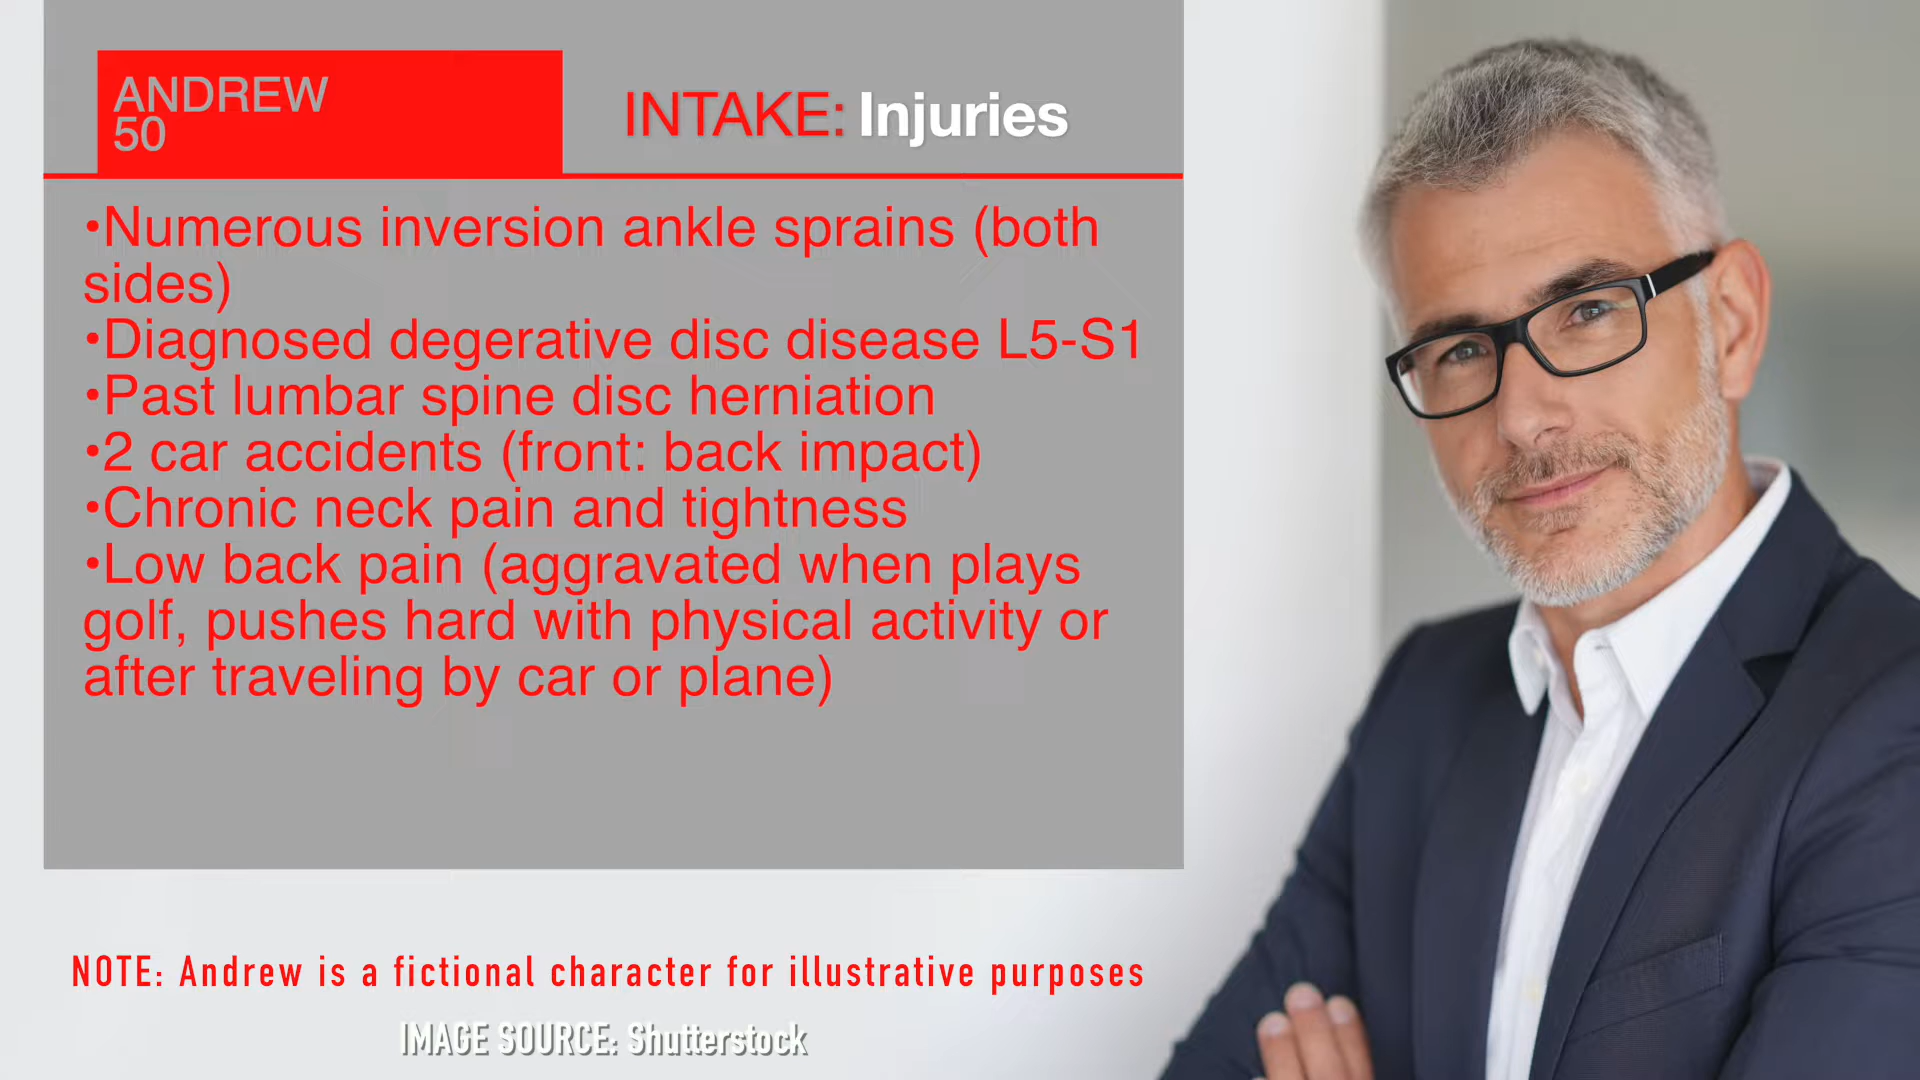 ANDREW
50
INTAKE: Injuries
•Numerous inversion ankle sprains (both
sides)
•Diagnosed degerative disc disease L5-S1
•Past lumbar spine disc herniation
•2 car accidents (front: back impact)
•Chronic neck pain and tightness
•Low back pain (aggravated when plays
golf, pushes hard with physical activity or
after traveling by car or plane)
NOTE: Andrew is a fictional character for illustrative purposes
IMAGE SOURCE: Shutterstock